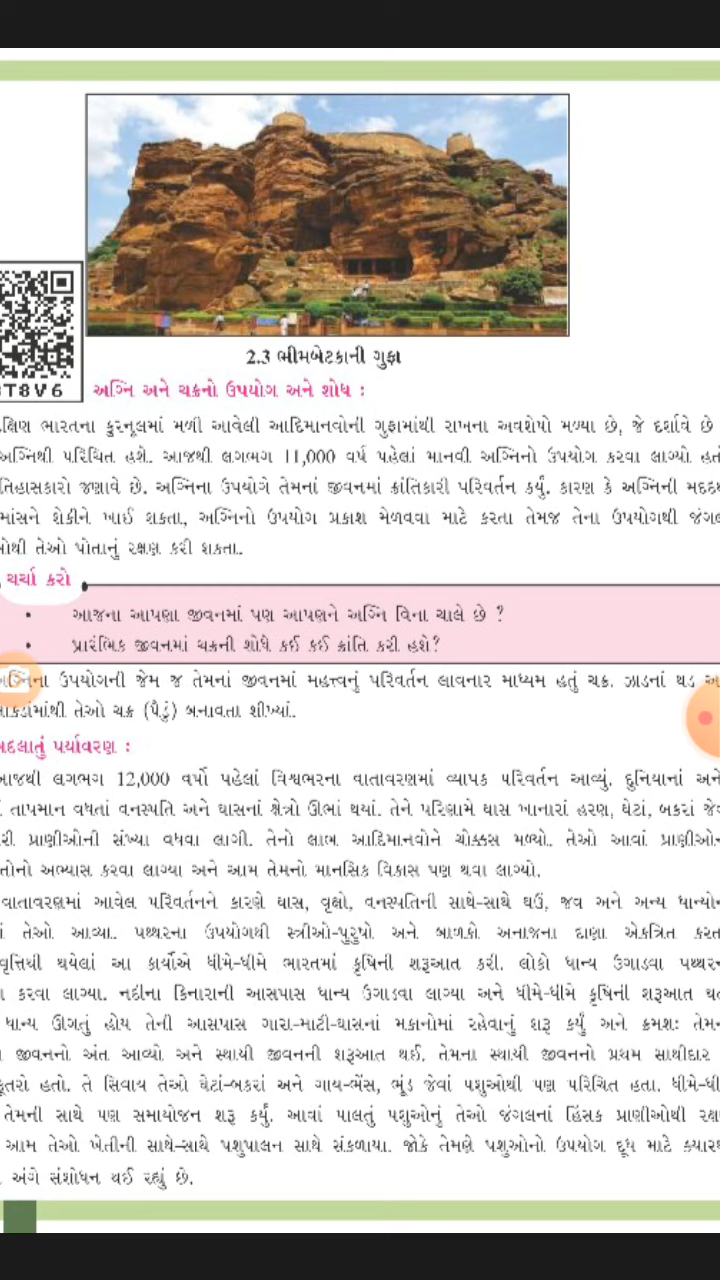 3T8V6
2.3 ભીમબેટકાની ગુફા
અગ્નિ અને ચક્રનો ઉપયોગ અને શોધ :
ક્ષિણ ભારતના કુરનૂલમાં મળી આવેલી આદિમાનવોની ગુફામાંથી રાખના અવશેષો મળ્યા છે, જે દર્શાવે છે
અગ્નિથી પરિચિત હશે. આજથી લગભગ 11,000 વર્ષ પહેલાં માનવી અગ્નિનો ઉપયોગ કરવા લાગ્યો હતો
તિહાસકારો જણાવે છે. અગ્નિના ઉપયોગે તેમનાં જીવનમાં ક્રાંતિકારી પરિવર્તન કર્યું. કારણ કે અગ્નિની મદદથ
માંસને શેકીને ખાઈ શકતા, અગ્નિનો ઉપયોગ પ્રકાશ મેળવવા માટે કરતા તેમજ તેના ઉપયોગથી જંગલ
ઓથી તેઓ પોતાનું રક્ષણ કરી શકતા.
ચર્ચા કરો
• આજના આપણા જીવનમાં પણ આપણને અગ્નિ વિના ચાલે છે ?
• પ્રારંભિક જીવનમાં ચક્રની શોધે કઈ કઈ ક્રાંતિ કરી હશે?
અગ્નિના ઉપયોગની જેમ જ તેમનાં જીવનમાં મહત્ત્વનું પરિવર્તન લાવનાર માધ્યમ હતું ચક્ર. ઝાડનાં થડ અ
લાકડાંમાંથી તેઓ ચક્ર (પૈડું) બનાવતા શીખ્યાં.
બદલાતું પર્યાવરણ :
આજથી લગભગ 12,000 વર્ષો પહેલાં વિશ્વભરના વાતાવરણમાં વ્યાપક પરિવર્તન આવ્યું. દુનિયાનાં અને
તાપમાન વધતાં વનસ્પતિ અને ઘાસનાં ક્ષેત્રો ઊભાં થયાં. તેને પરિણામે ઘાસ ખાનારાં હરણ, ઘેટાં, બકરાં જેવ
રી પ્રાણીઓની સંખ્યા વધવા લાગી. તેનો લાભ આદિમાનવોને ચોક્કસ મળ્યો. તેઓ આવાં પ્રાણીઓન
તોનો અભ્યાસ કરવા લાગ્યા અને આમ તેમનો માનસિક વિકાસ પણ થવા લાગ્યો.
વાતાવરણમાં આવેલ પરિવર્તનને કારણે ઘાસ, વૃક્ષો, વનસ્પતિની સાથે-સાથે ઘઉં, જવ અને અન્ય ધાન્યોન
તેઓ આવ્યા. પથ્થરના ઉપયોગથી સ્ત્રીઓ-પુરુષો અને બાળકો અનાજના દાણા એકત્રિત કરત
વૃત્તિથી થયેલાં આ કાર્યોએ ધીમે-ધીમે ભારતમાં કૃષિની શરૂઆત કરી. લોકો ધાન્ય ઉગાડવા પથ્થરન
કરવા લાગ્યા. નદીના કિનારાની આસપાસ ધાન્ય ઉગાડવા લાગ્યા અને ધીમે-ધીમે કૃષિની શરૂઆત થત
ધાન્ય ઊગતું હોય તેની આસપાસ ગારા-માટી-ઘાસનાં મકાનોમાં રહેવાનું શરૂ કર્યું અને ક્રમશઃ તેમન
જીવનનો અંત આવ્યો અને સ્થાયી જીવનની શરૂઆત થઈ. તેમના સ્થાયી જીવનનો પ્રથમ સાથીદાર
કૂતરો હતો. તે સિવાય તેઓ ઘેટાં-બકરાં અને ગાય-ભેંસ, ભૂંડ જેવાં પશુઓથી પણ પરિચિત હતા. ધીમે-ધી
તેમની સાથે પણ સમાયોજન શરૂ કર્યું. આવાં પાલતું પશુઓનું તેઓ જંગલનાં હિંસક પ્રાણીઓથી રક્ષ
આમ તેઓ ખેતીની સાથે-સાથે પશુપાલન સાથે સંકળાયા. જોકે તેમણે પશુઓનો ઉપયોગ દૂધ માટે ક્યારથ
અંગે સંશોધન થઈ રહ્યું છે.